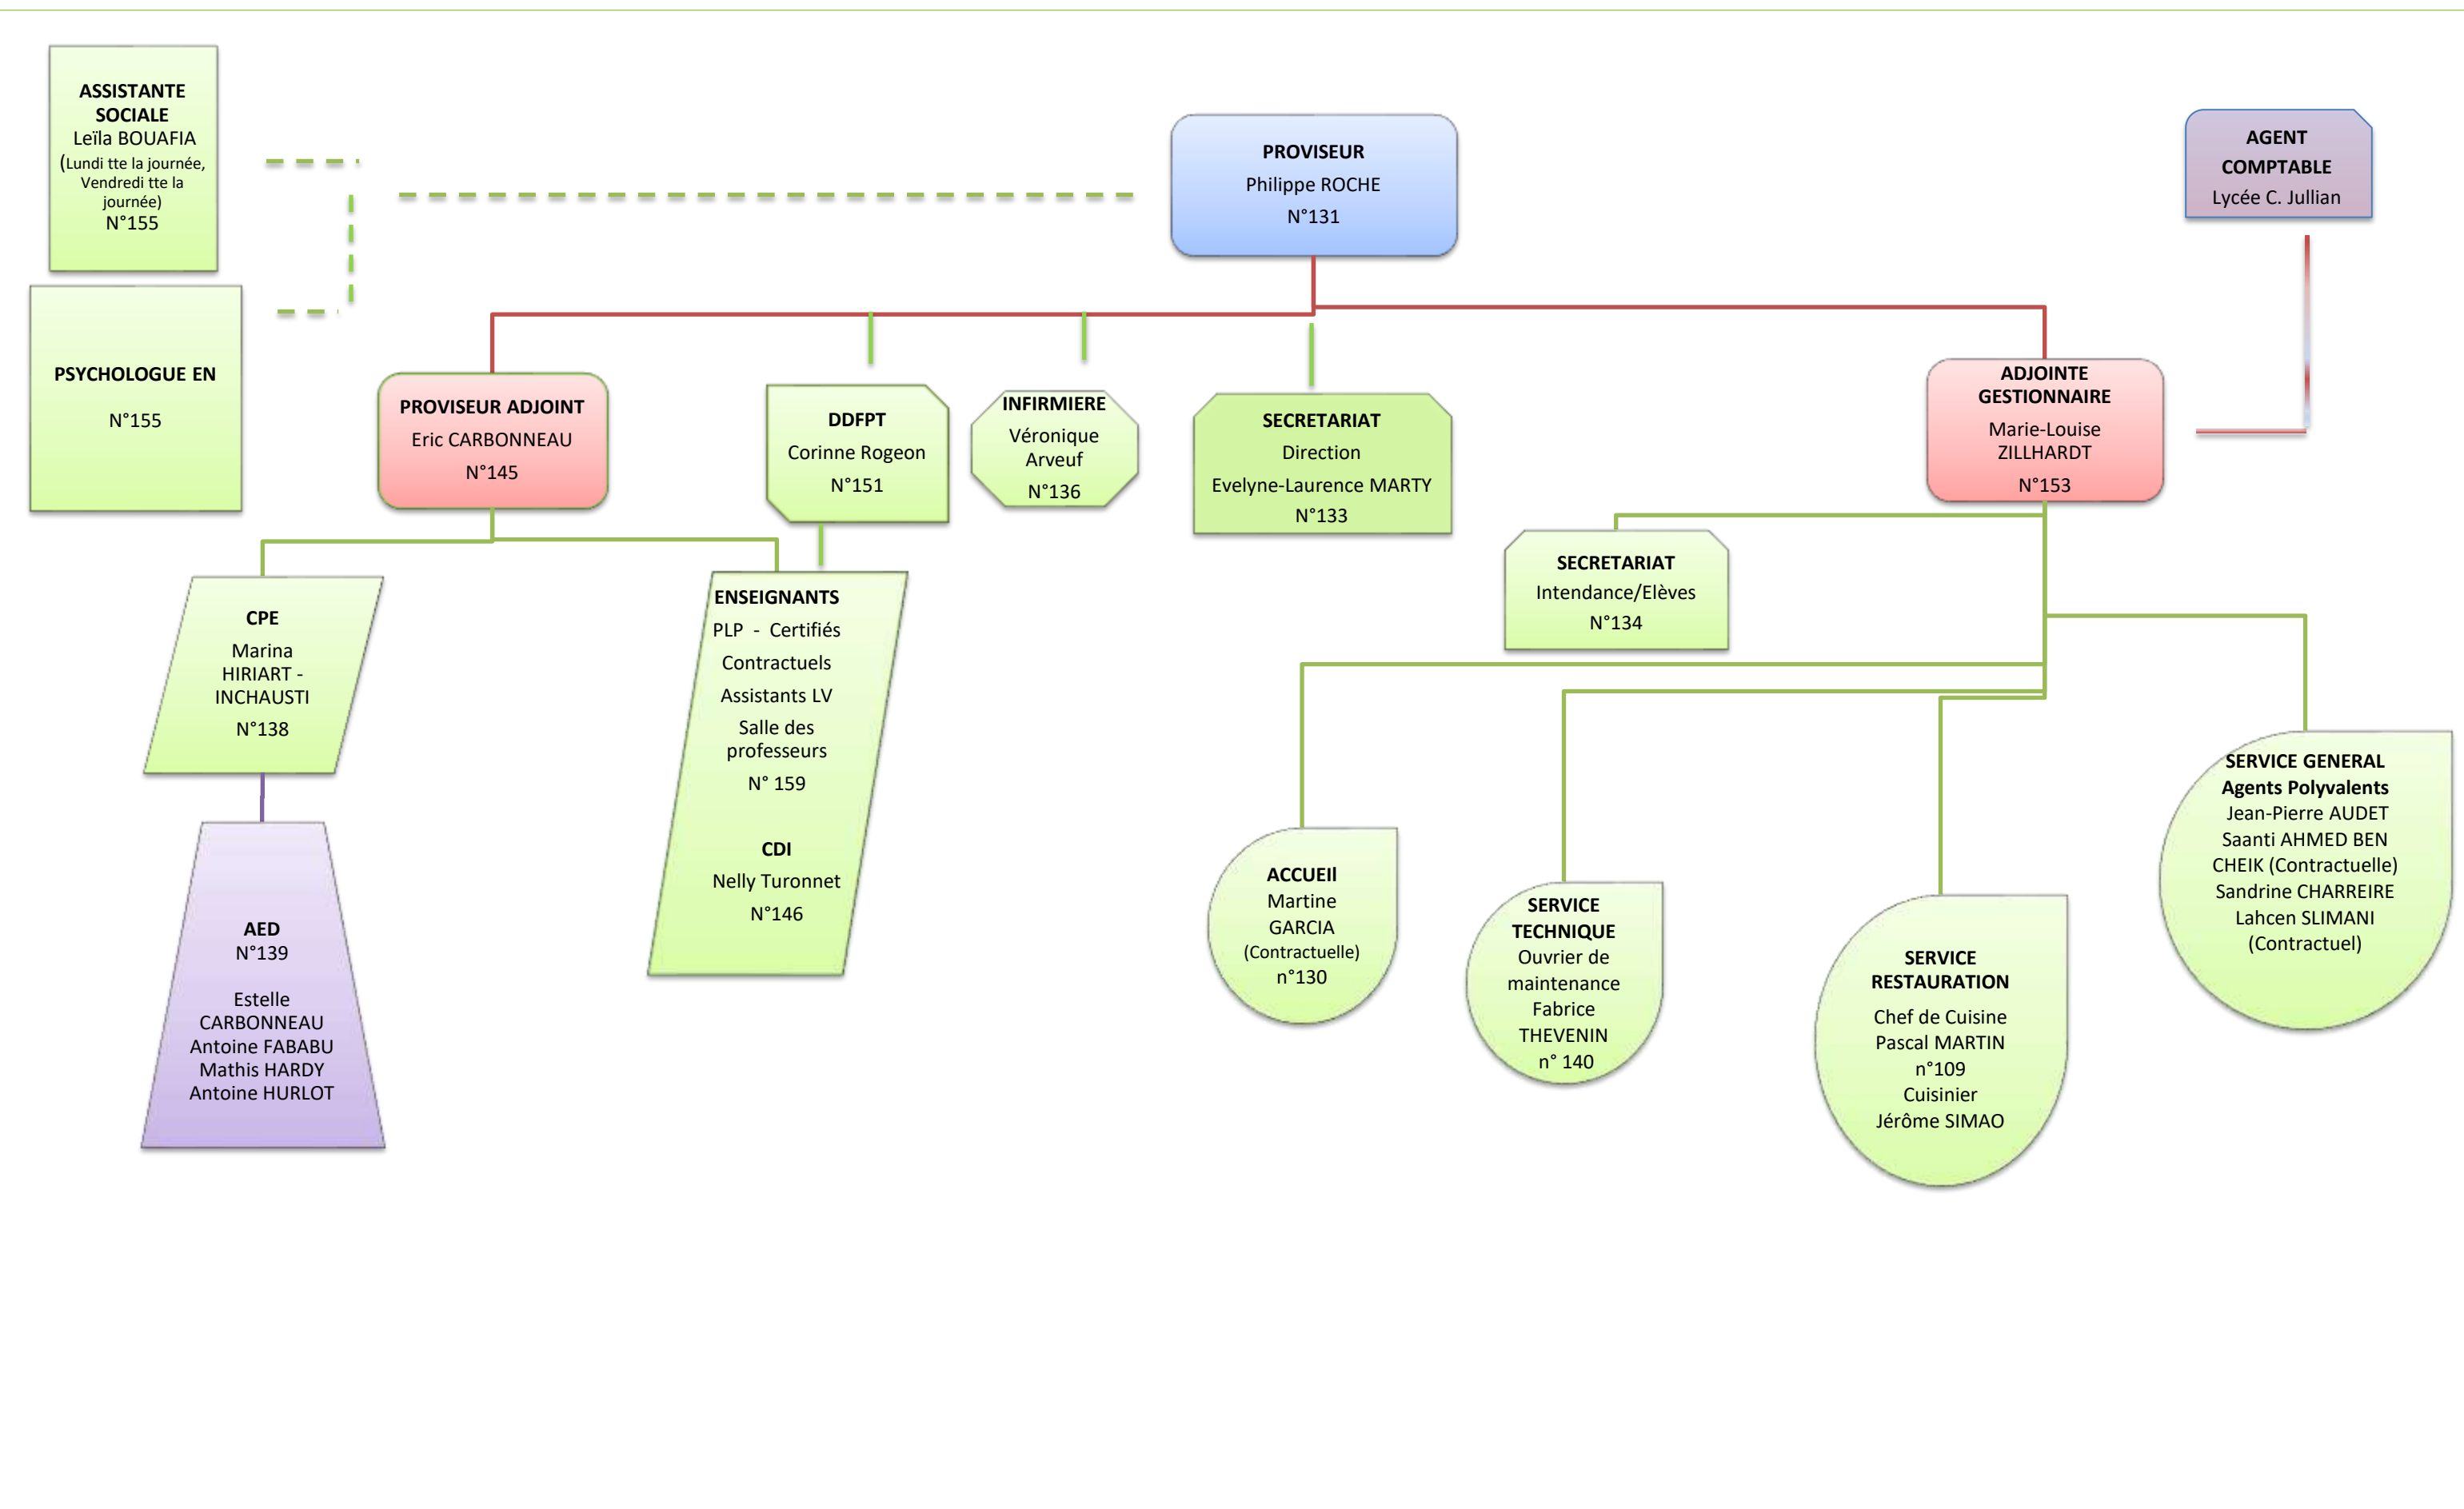 ASSISTANTE
SOCIALE
Leïla BOUAFIA
(Lundi tte la journée,
Vendredi tte la
journée)
N°155
PROVISEUR
Philippe ROCHE
N°131
AGENT
COMPTABLE
Lycée C. Jullian
PSYCHOLOGUE EN
N°155
PROVISEUR ADJOINT
Eric CARBONNEAU
N°145
DDFPT
Corinne Rogeon
N°151
INFIRMIERE
Véronique
Arveuf
N°136
SECRETARIAT
Direction
Evelyne-Laurence MARTY
N°133
ADJOINTE
GESTIONNAIRE
Marie-Louise
ZILLHARDT
N°153
SECRETARIAT
Intendance/Elèves
N°134
CPE
Marina
HIRIART -
INCHAUSTI
N°138
ENSEIGNANTS
PLP - Certifiés
Contractuels
Assistants LV
Salle des
professeurs
N° 159
CDI
Nelly Turonnet
N°146
AED
N°139
Estelle
CARBONNEAU
Antoine FABABU
Mathis HARDY
Antoine HURLOT
ACCUEIl
Martine
GARCIA
(Contractuelle)
n°130
SERVICE
TECHNIQUE
Ouvrier de
maintenance
Fabrice
THEVENIN
n° 140
SERVICE
RESTAURATION
Chef de Cuisine
Pascal MARTIN
n°109
Cuisinier
Jérôme SIMAO
SERVICE GENERAL
Agents Polyvalents
Jean-Pierre AUDET
Saanti AHMED BEN
CHEIK (Contractuelle)
Sandrine CHARREIRE
Lahcen SLIMANI
(Contractuel)